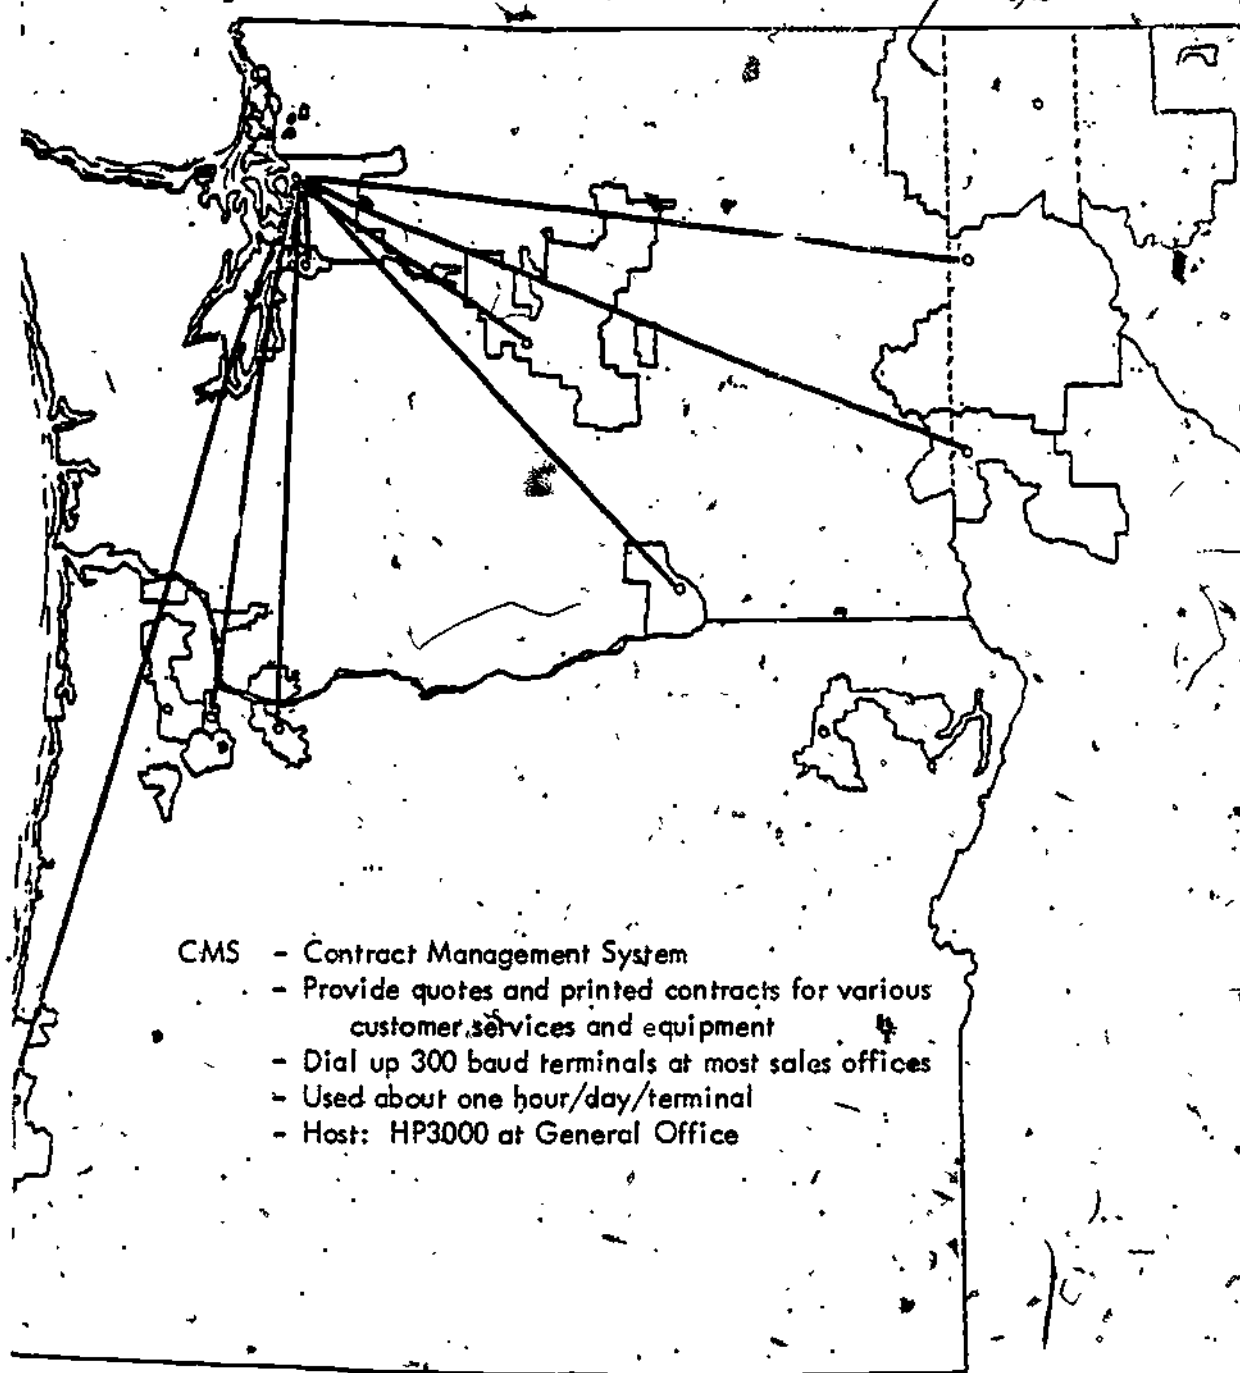 CMS - Contract Management System
- Provide quotes and printed contracts for various
customer services and equipment
- Dial up 300 baud terminals at most sales offices
- Used about one hour/day/terminal
- Host: HP3000 at General Office